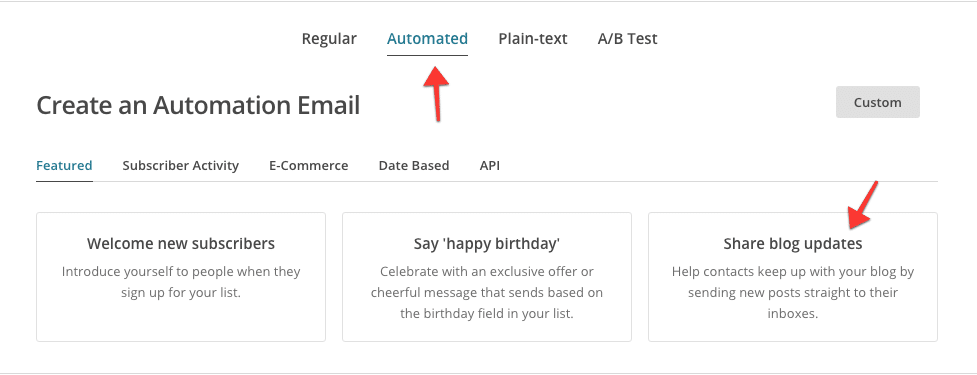 Regular Automated Plain-text A/B Test
Create an Automation Email
Custom
Featured Subscriber Activity E-Commerce Date Based API
Welcome new subscribers
Introduce yourself to people when they
sign up for your list.
Say 'happy birthday'
Celebrate with an exclusive offer or
cheerful message that sends based on
the birthday field in your list.
Share blog updates
Help contacts keep up with your blog by
sending new posts straight to their
inboxes.